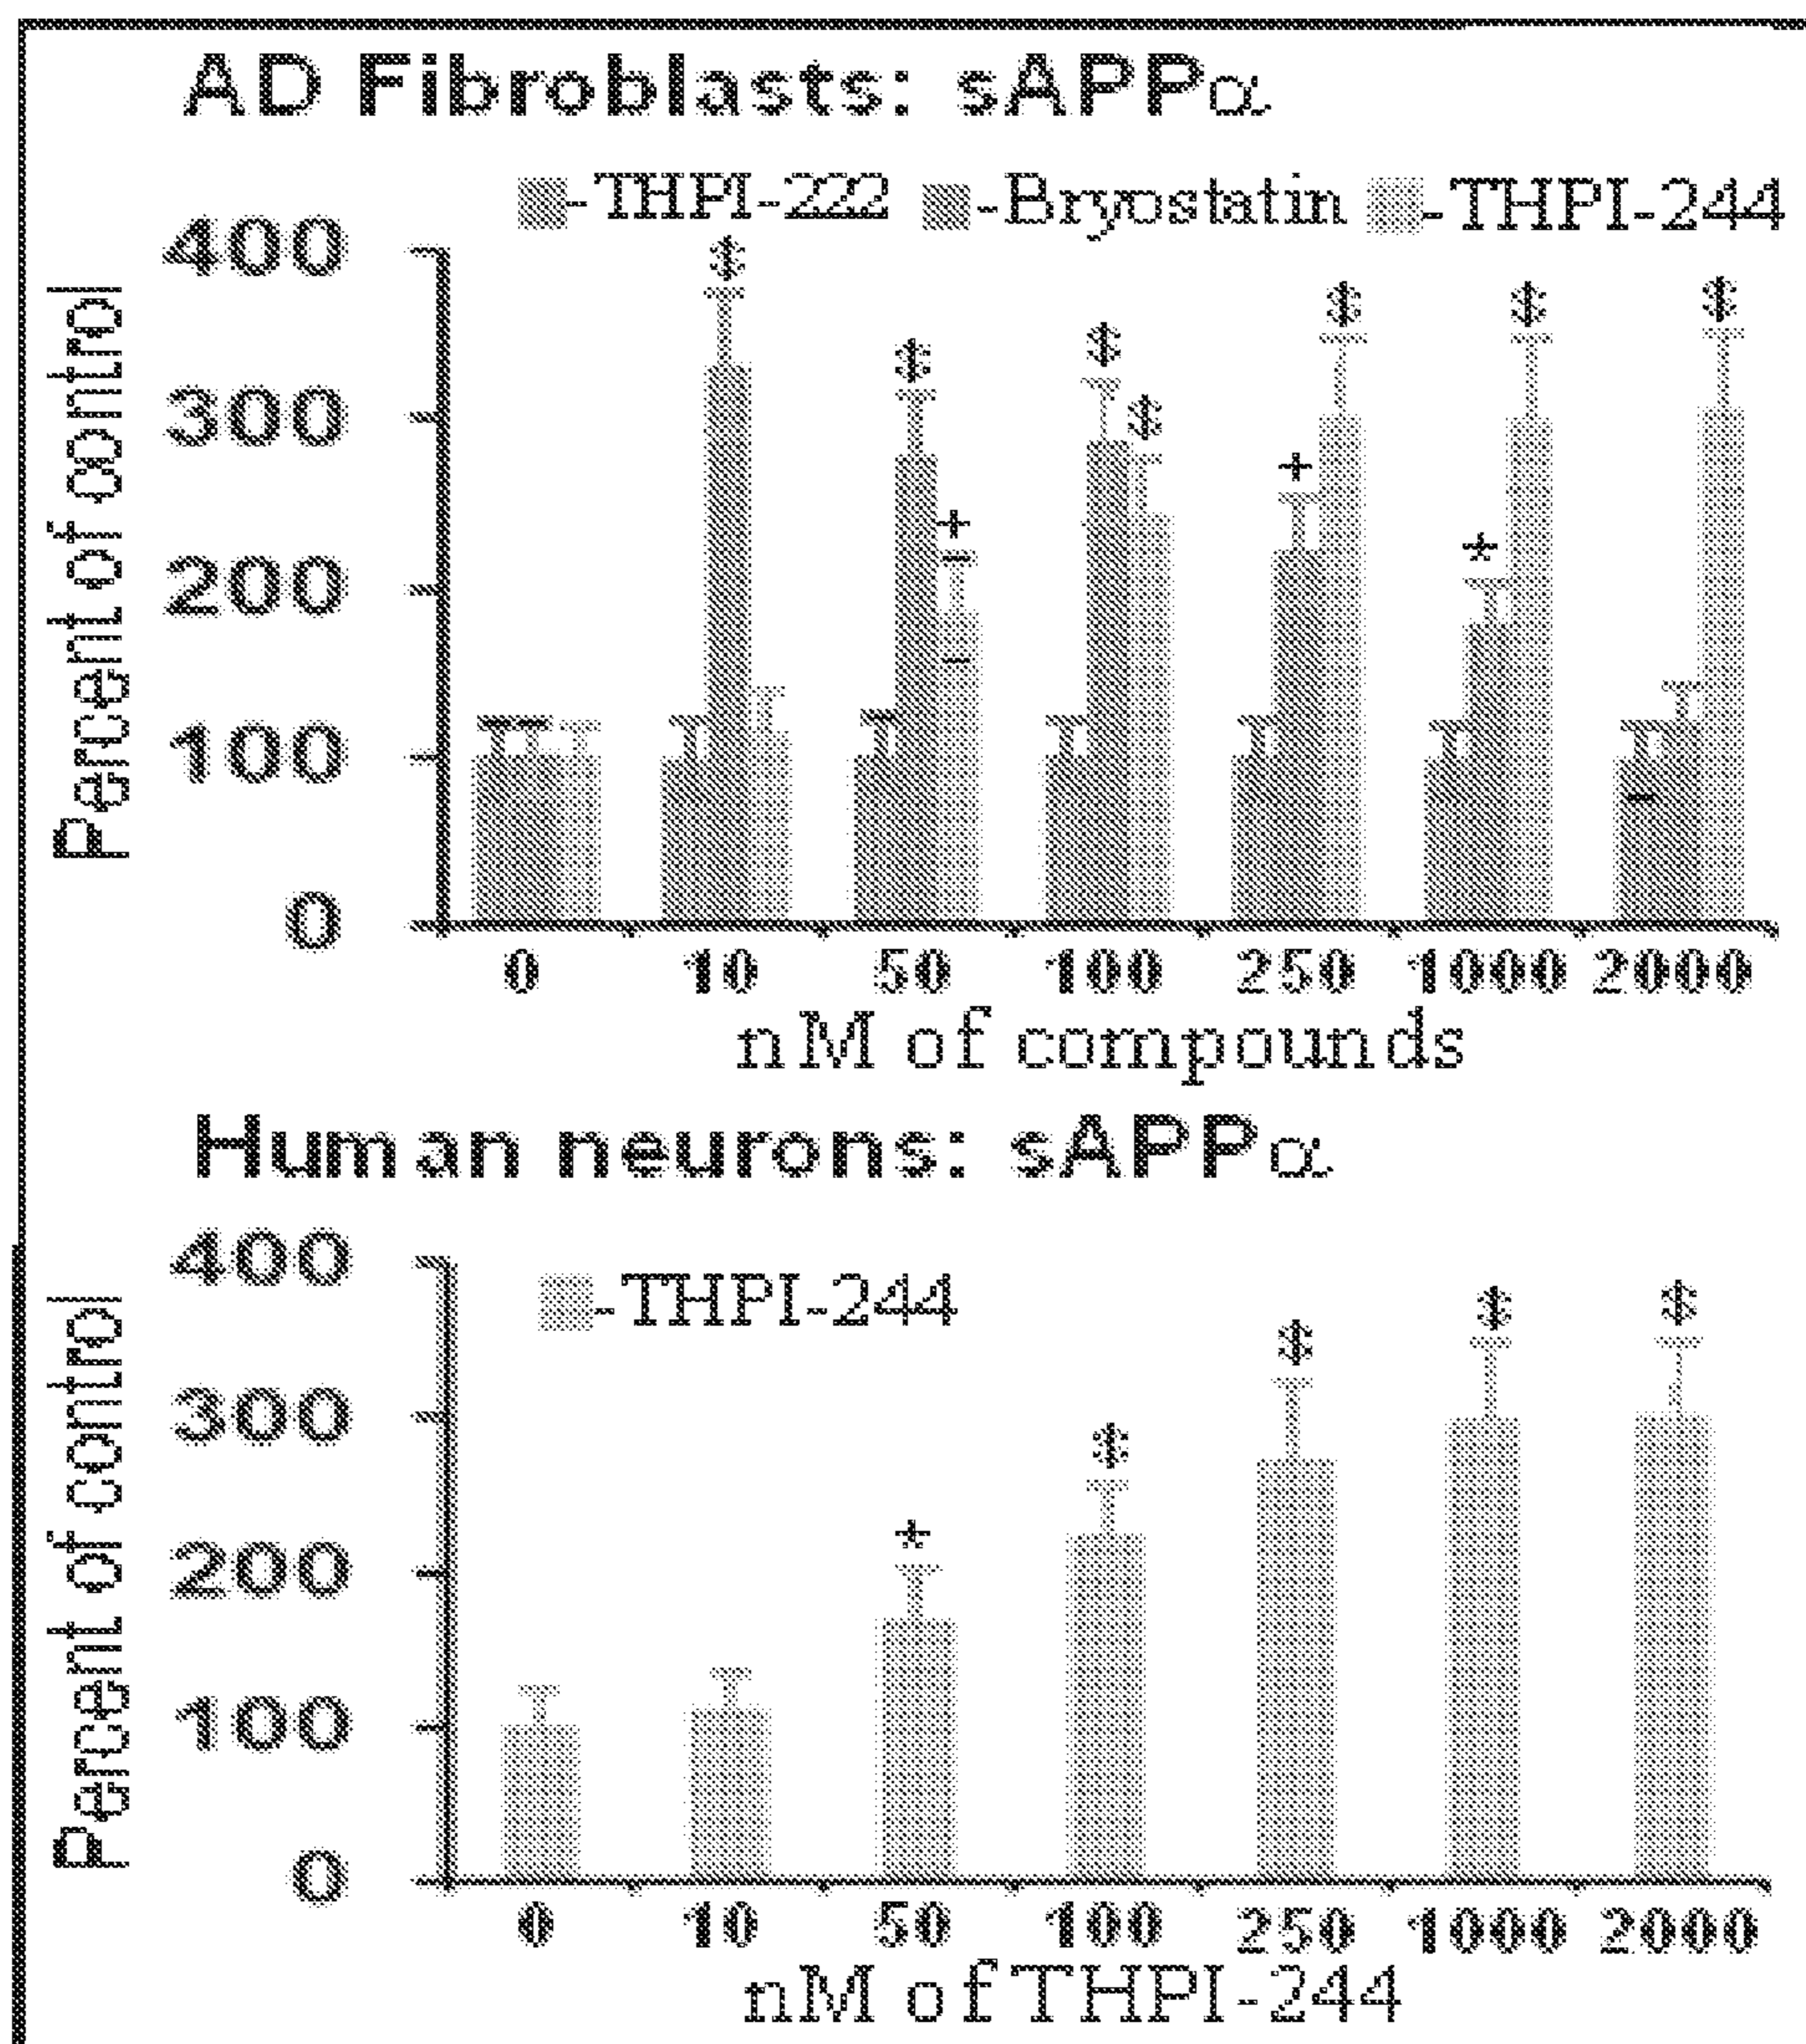 AD Fibroblasts: sAPPα
-THPI-222 -Bryostatin -THPI-244
Percent of control
400
300
200
100
0
0 10 50 100 250 1000 2000
nM of compounds
Human neurons: sAPPα
-THPI-244
Percent of control
400
300
200
100
0
0 10 50 100 250 1000 2000
nM of THPI-244